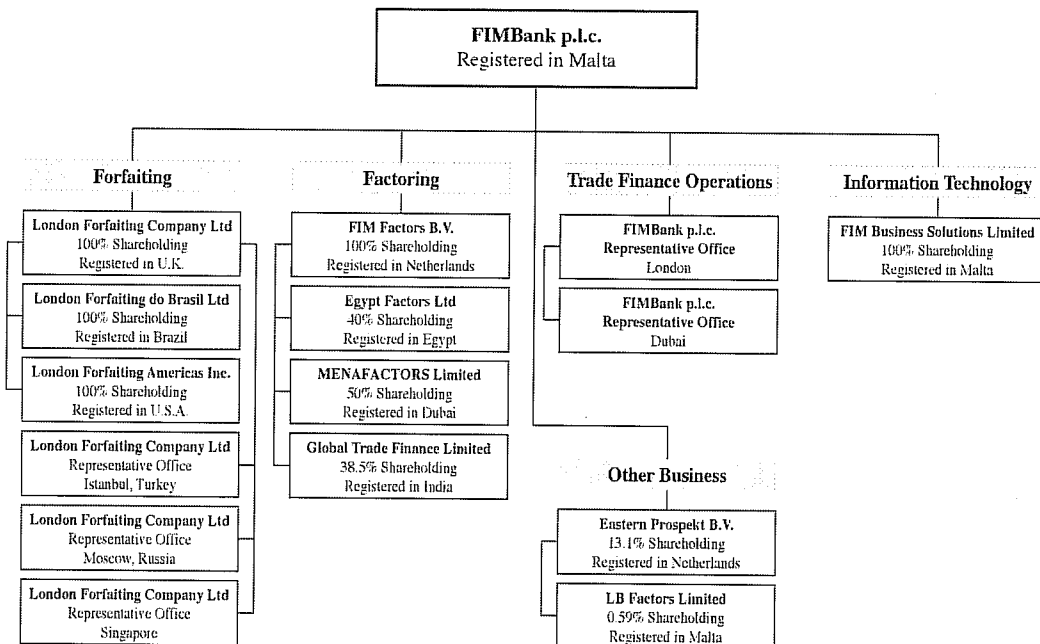 FIMBank p.l.c.
Registered in Malta
Forfaiting
London Forfaiting Company Ltd
100% Shareholding
Registered in U.K.
London Forfaiting do Brasil Ltd
100% Shareholding
Registered in Brazil
London Forfaiting Americas Inc.
100% Shareholding
Registered in U.S.A.
London Forfaiting Company Ltd
Representative Office
Istanbul, Turkey
London Forfaiting Company Ltd
Representative Office
Moscow, Russia
London Forfaiting Company Ltd
Representative Office
Singapore
Factoring
FIM Factors B.V.
100% Shareholding
Registered in Netherlands
Egypt Factors Ltd
40% Shareholding
Registered in Egypt
MENAFACTORS Limited
50% Shareholding
Registered in Dubai
Global Trade Finance Limited
38.5% Shareholding
Registered in India
Trade Finance Operations
FIMBank p.l.c.
Representative Office
London
FIMBank p.l.c.
Representative Office
Dubai
Other Business
Eastern Prospekt B.V.
13.1% Shareholding
Registered in Netherlands
LB Factors Limited
0.59% Shareholding
Registered in Malta
Information Technology
FIM Business Solutions Limited
100% Shareholding
Registered in Malta